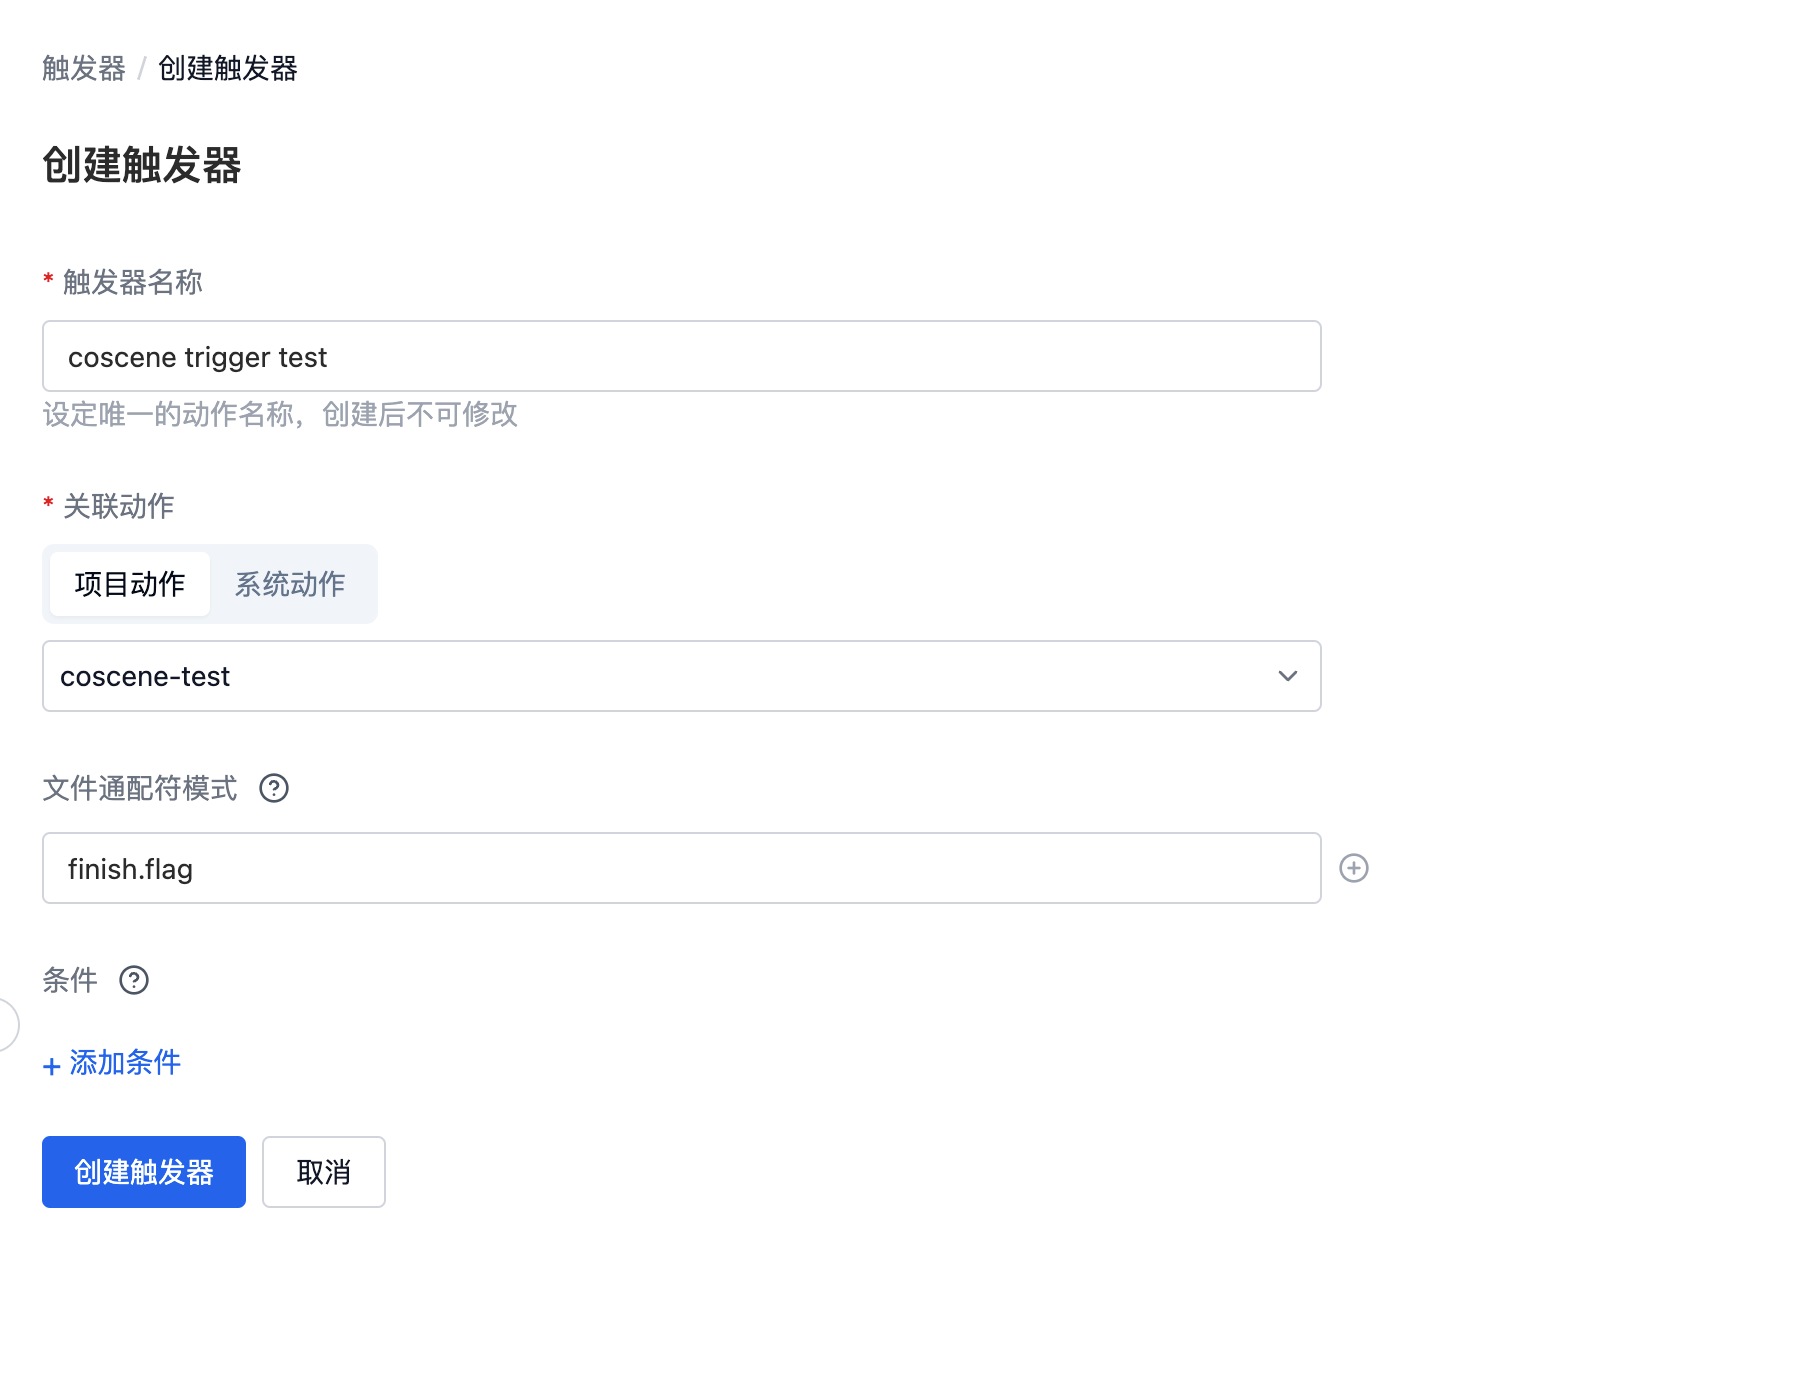 触发器 / 创建触发器
创建触发器
* 触发器名称
coscene trigger test
设定唯一的动作名称，创建后不可修改
* 关联动作
项目动作 系统动作
coscene-test
文件通配符模式
finish.flag
条件
+ 添加条件
创建触发器 取消